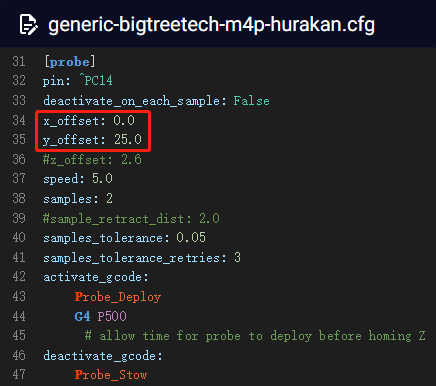 generic-bigtreetech-m4p-hurakan.cfg
31 [probe]
32 pin: ^PC14
33 deactivate_on_each_sample: False
34 x_offset: 0.0
35 y_offset: 25.0
36 #z_offset: 2.6
37 speed: 5.0
38 samples: 2
39 #sample_retract_dist: 2.0
40 samples_tolerance: 0.05
41 samples_tolerance_retries: 3
42 activate_gcode:
43 Probe_Deploy
44 G4 P500
45 # allow time for probe to deploy before homing Z
46 deactivate_gcode:
47 Probe_Stow